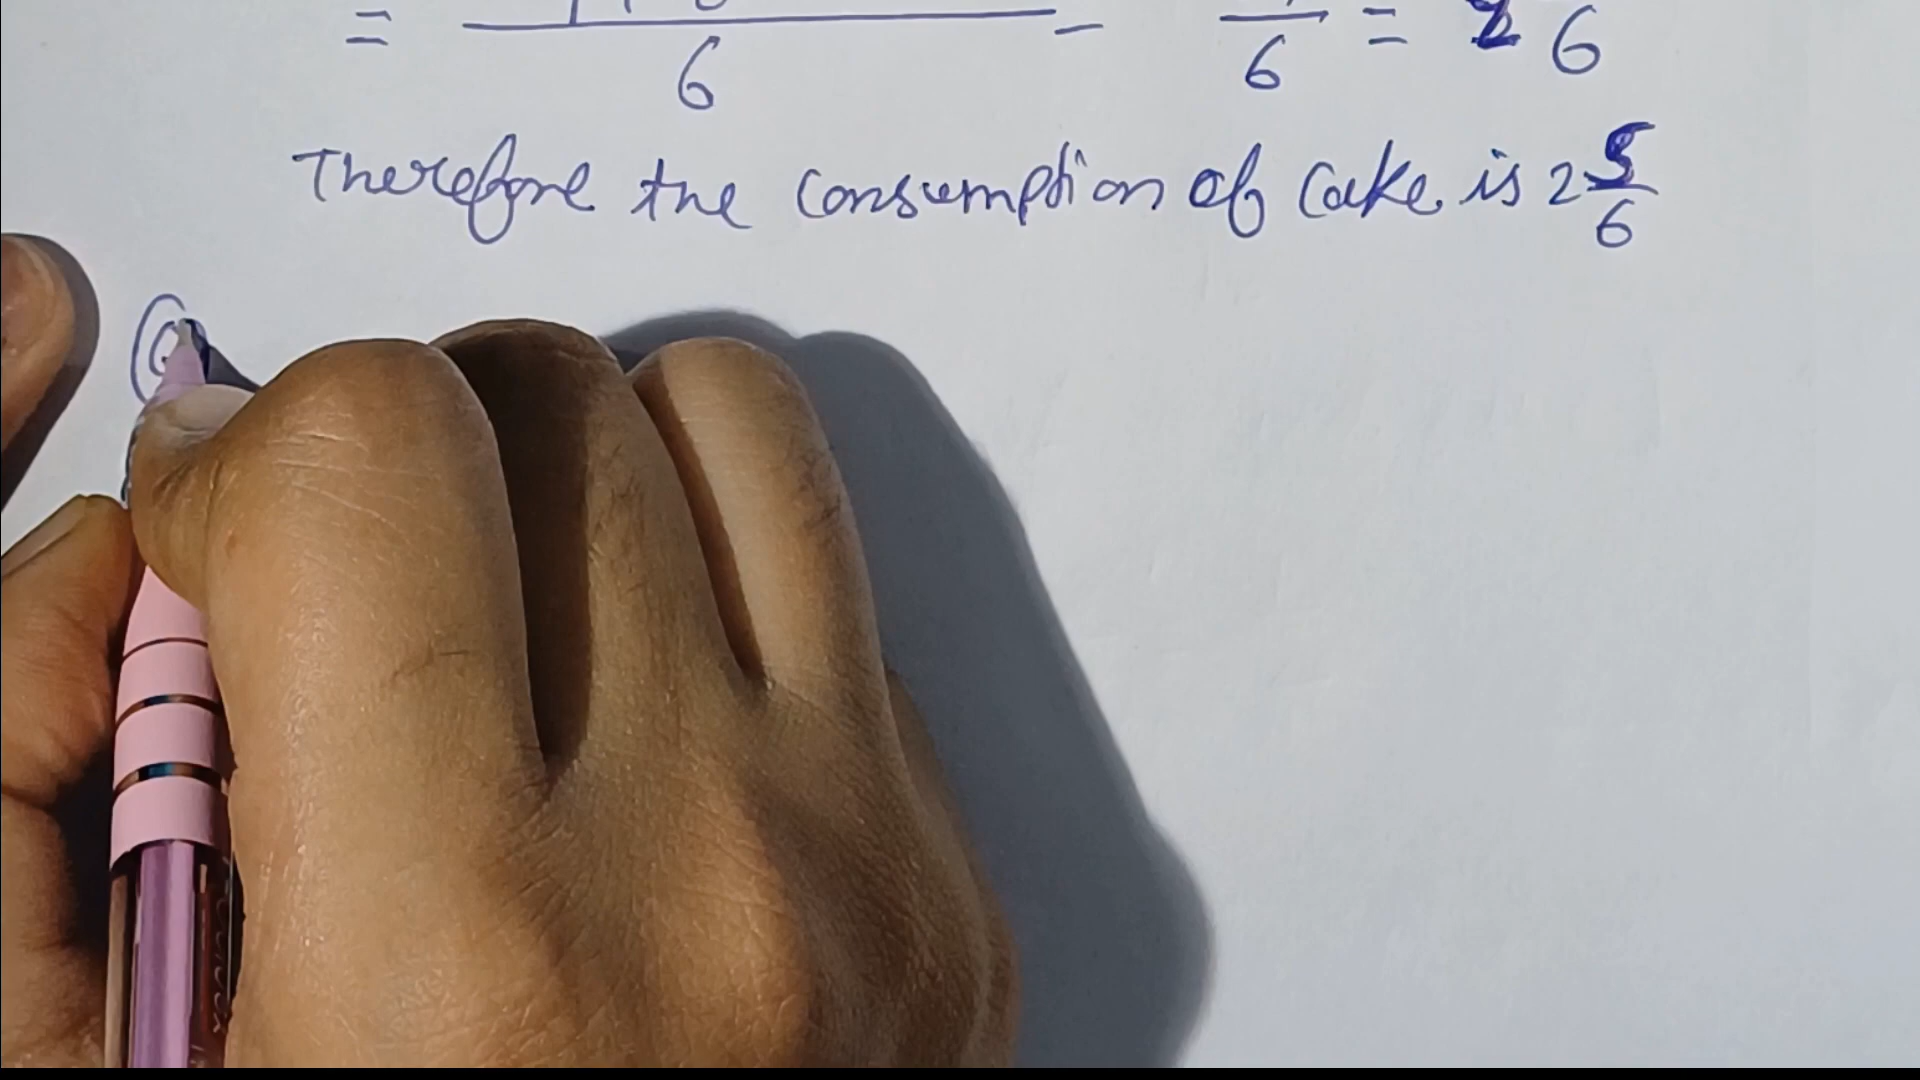 = 6 - 6 = 2 6
Therefore the consumption of cake is 2 5/6
(a